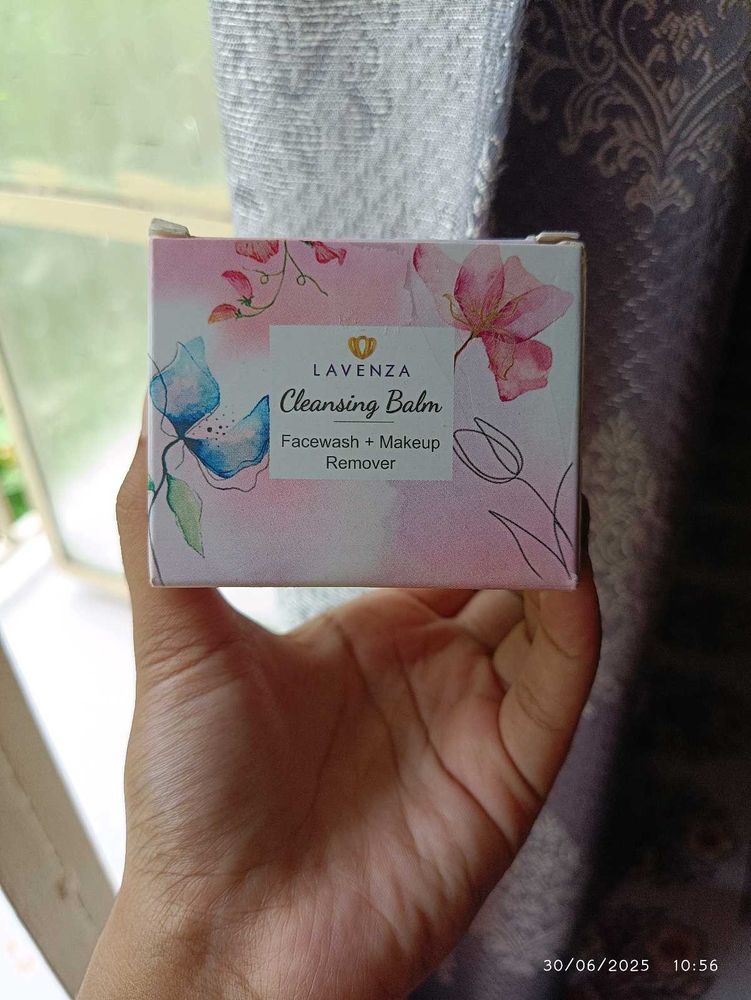 LAVENZA
Cleansing Balm
Facewash + Makeup
Remover
30/06/2025 10:56